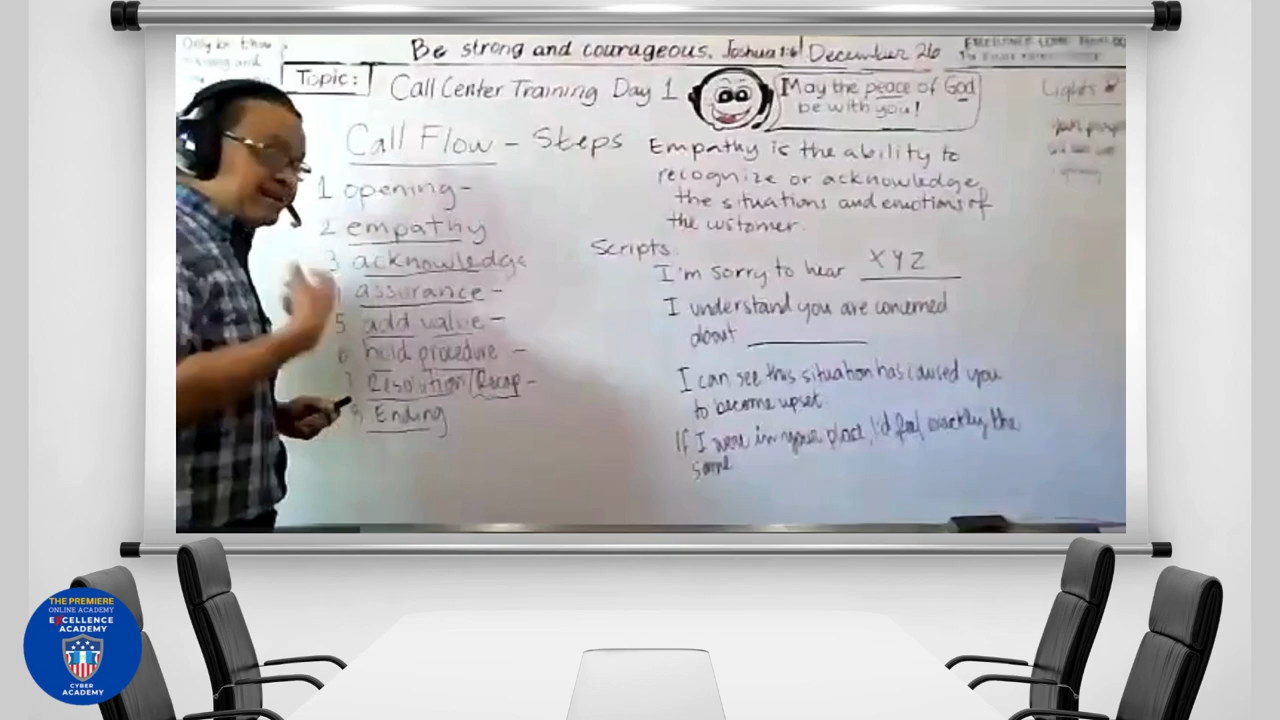 Be strong and courageous. Joshua 1:6 December 26
Topic: Call Center Training Day 1
May the peace of God
be with you!
Lights
Call Flow - Steps
1 opening-
2 empathy
3 acknowledge
assurance -
5 add value -
6 hold procedure -
Resolution/Recap -
8 Ending
Empathy is the ability to
recognize or acknowledge
the situations and emotions of
the customer.
Scripts:
I'm sorry to hear XYZ
I understand you are concerned
about
I can see this situation has caused you
to become upset.
If I were in your place, I'd feel exactly the
same
THE PREMIERE
ONLINE ACADEMY
EXCELLENCE
ACADEMY
CYBER
ACADEMY